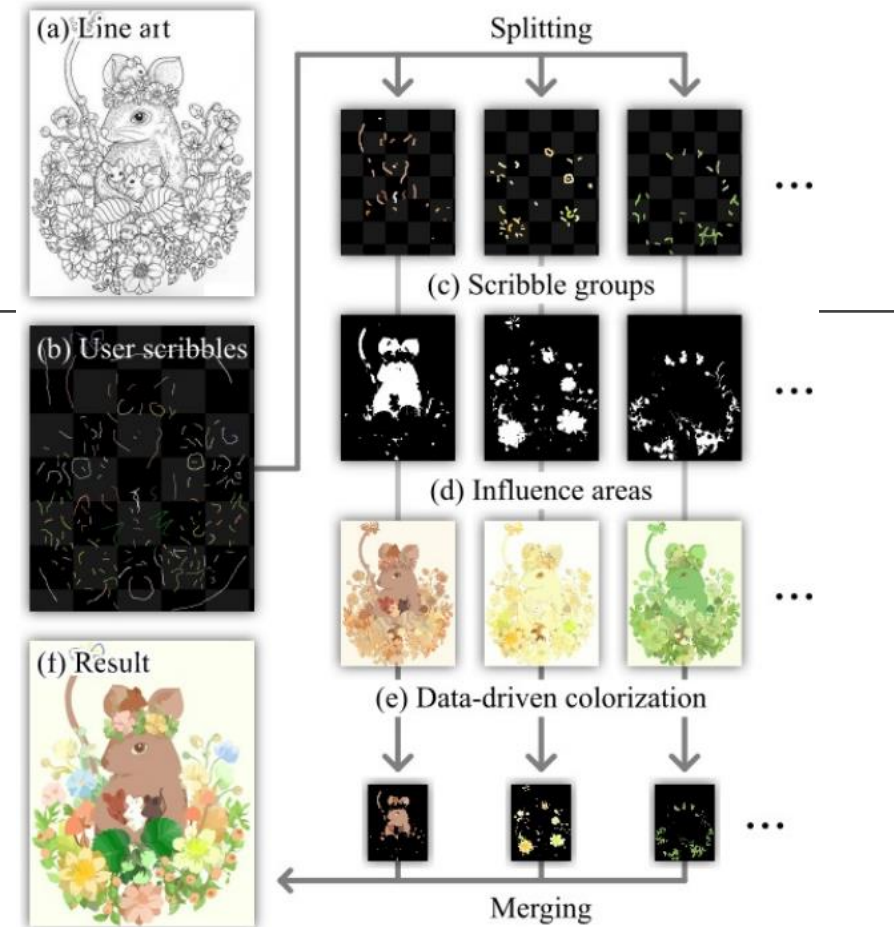 (a) Line art
Splitting
...
(c) Scribble groups
(b) User scribbles
...
(d) Influence areas
...
(f) Result
(e) Data-driven colorization
...
Merging